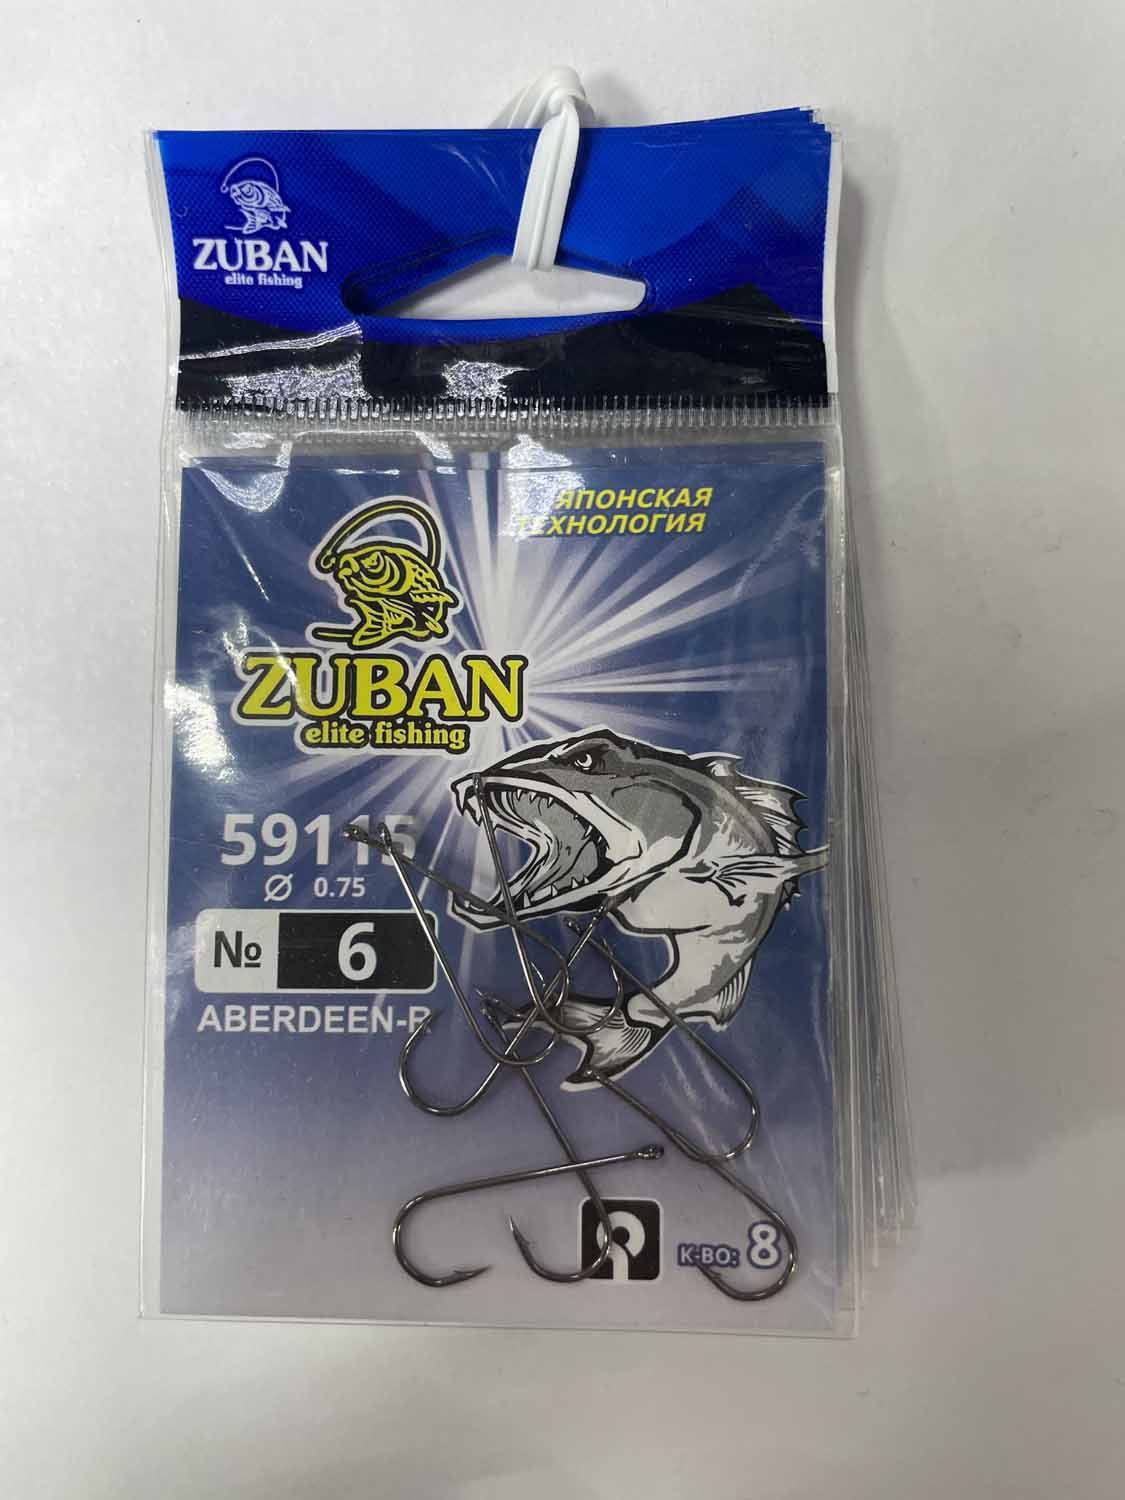 ZUBAN
elite fishing
ЯПОНСКАЯ
ТЕХНОЛОГИЯ
ZUBAN
elite fishing
59115
Ø 0.75
№ 6
ABERDEEN-R
К-ВО: 8